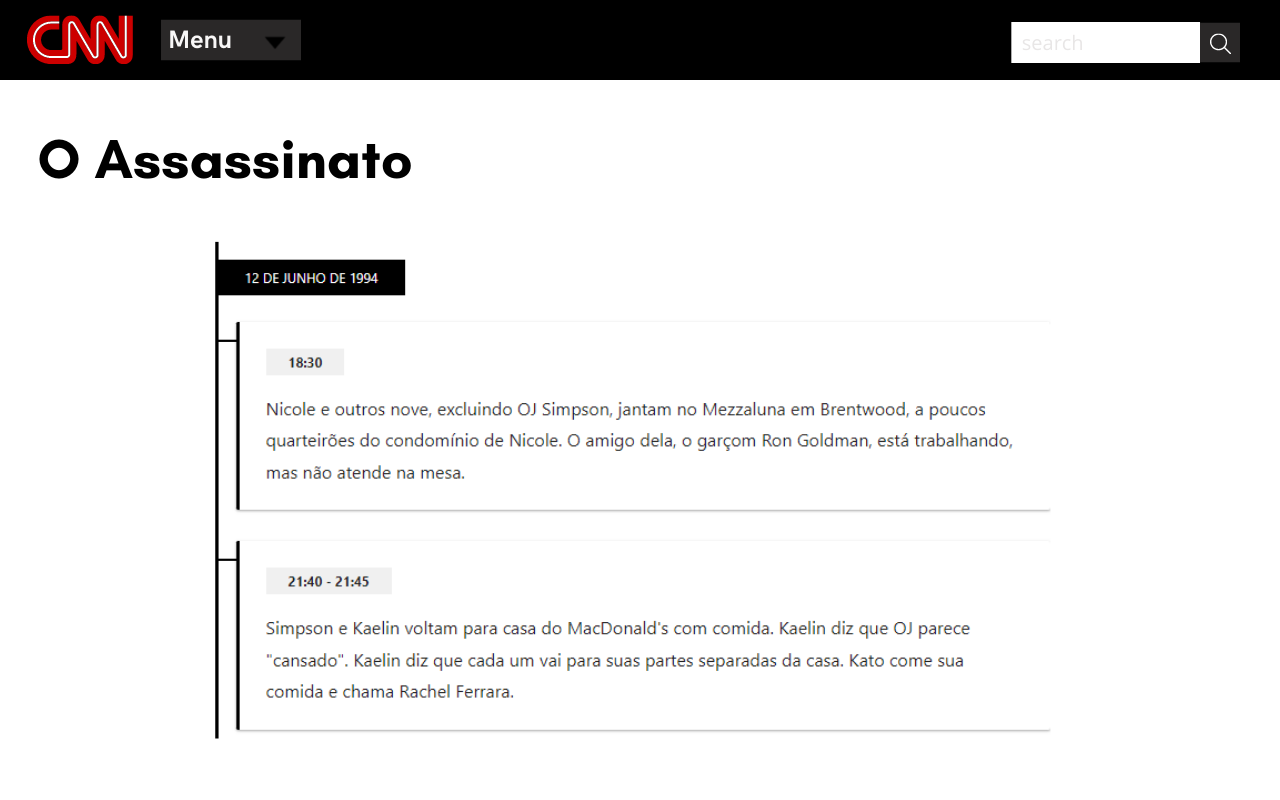 CNN
Menu
search
O Assassinato
12 DE JUNHO DE 1994
18:30
Nicole e outros nove, excluindo OJ Simpson, jantam no Mezzaluna em Brentwood, a poucos
quarteirões do condomínio de Nicole. O amigo dela, o garçom Ron Goldman, está trabalhando,
mas não atende na mesa.
21:40 - 21:45
Simpson e Kaelin voltam para casa do MacDonald's com comida. Kaelin diz que OJ parece
"cansado". Kaelin diz que cada um vai para suas partes separadas da casa. Kato come sua
comida e chama Rachel Ferrara.